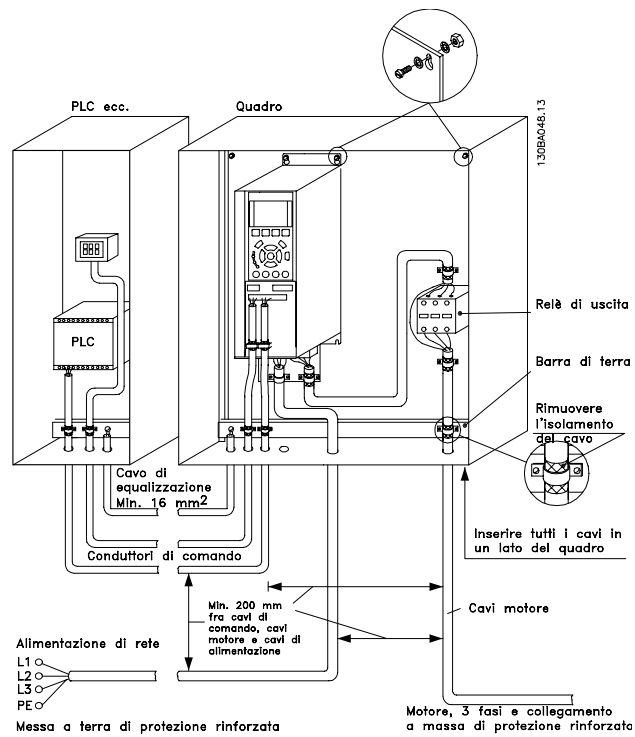 PLC ecc.
Quadro
130BA048.13
PLC
Relè di uscita
Barra di terra
Rimuovere
l'isolamento
del cavo
Cavo di
equalizzazione
Min. 16 mm2
Conduttori di comando
Inserire tutti i cavi in
un lato del quadro
Min. 200 mm
fra cavi di
comando, cavi
motore e cavi di
alimentazione
Cavi motore
Alimentazione di rete
L1
L2
L3
PE
Messa a terra di protezione rinforzata
Motore, 3 fasi e collegamento
a massa di protezione rinforzato